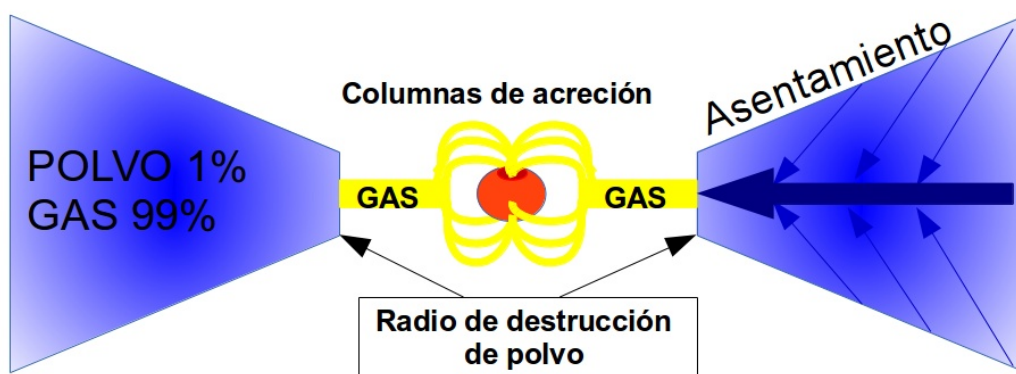 Columnas de acreción
Asentamiento
POLVO 1%
GAS 99%
GAS
GAS
Radio de destrucción
de polvo